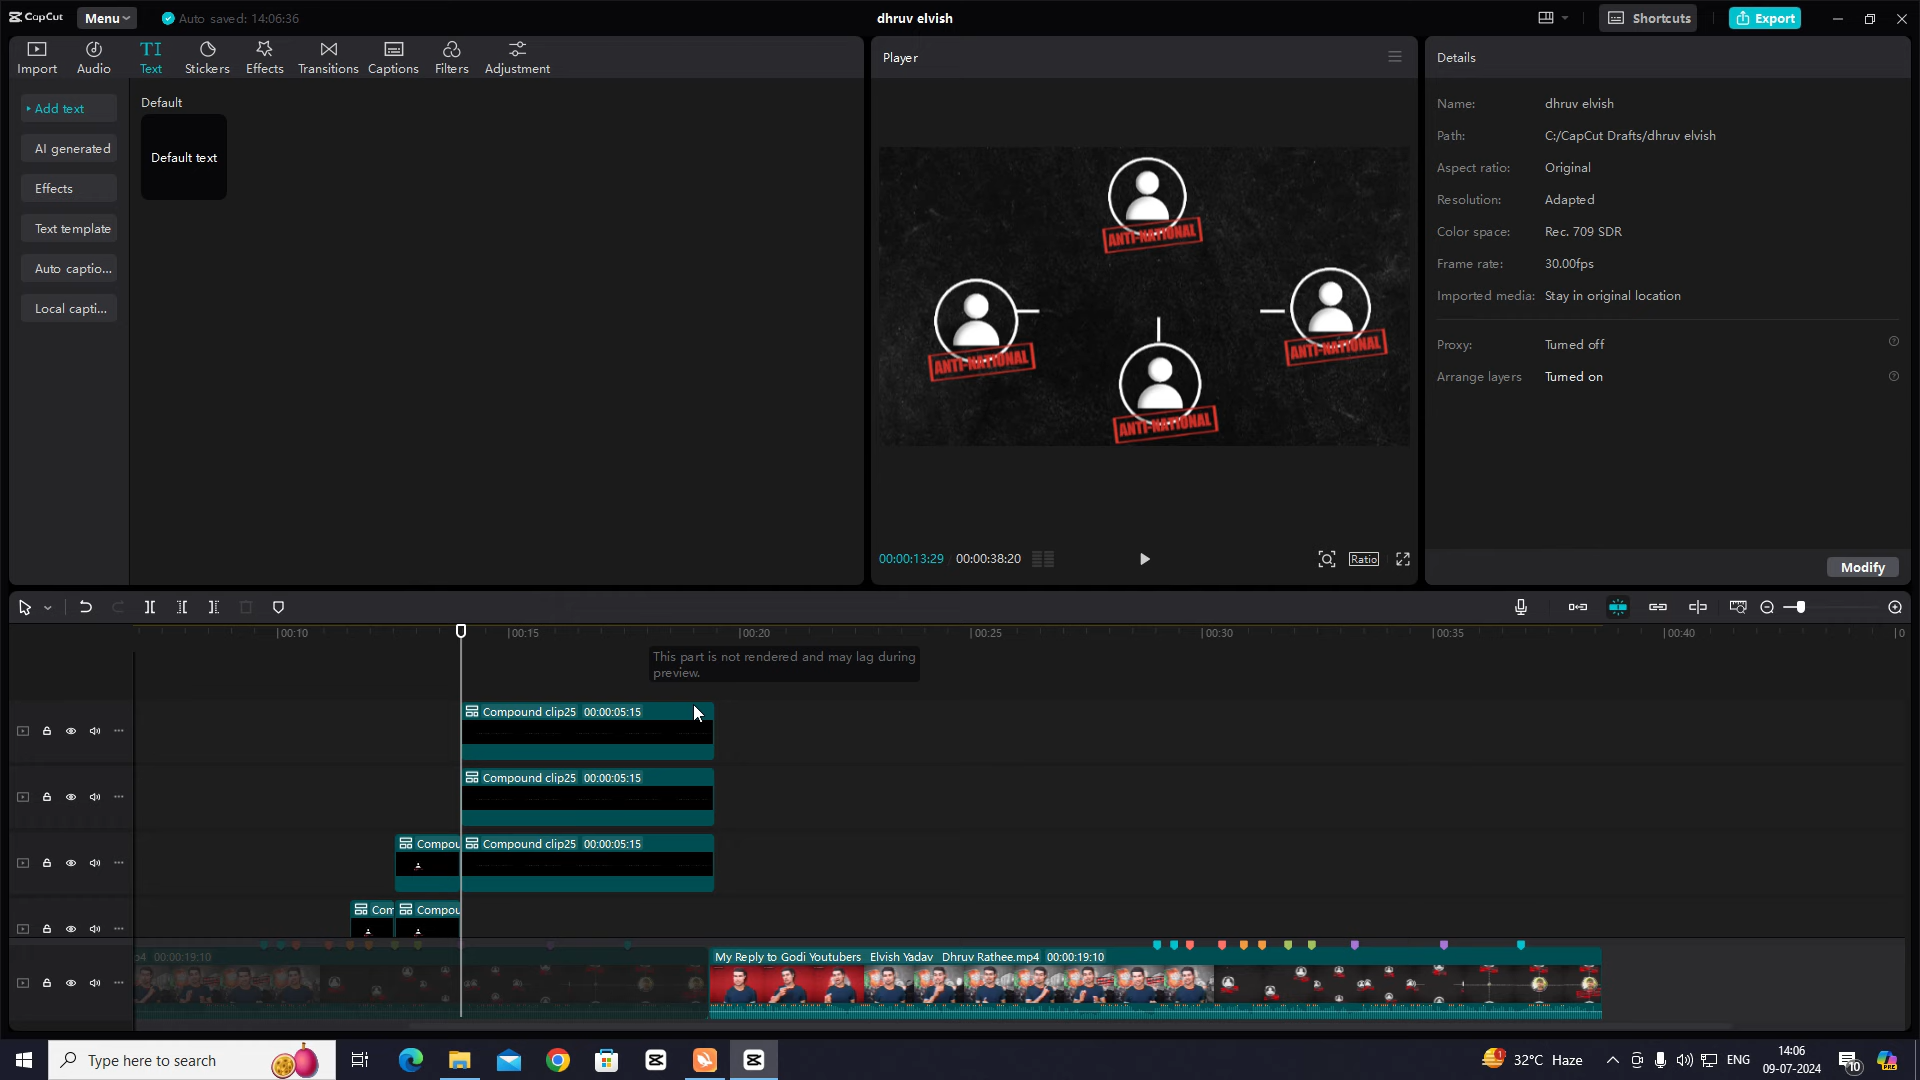 CapCut
Menu
Auto saved: 14:06:36
dhruv elvish
Shortcuts
Export
Import
Audio
TI
Text
Stickers
Effects
Transitions
Captions
Filters
Adjustment
Add text
AI generated
Effects
Text template
Auto captio...
Local capti...
Default
Default text
Player
ANTI-NATIONAL
ANTI-NATIONAL
ANTI-NATIONAL
ANTI-NATIONAL
00:00:13:29
00:00:38:20
Ratio
Details
Name: dhruv elvish
Path: C:/CapCut Drafts/dhruv elvish
Aspect ratio: Original
Resolution: Adapted
Color space: Rec. 709 SDR
Frame rate: 30.00fps
Imported media: Stay in original location
Proxy: Turned off
Arrange layers Turned on
Modify
00:10
00:15
00:20
00:25
00:30
00:35
00:40
This part is not rendered and may lag during
preview.
Compound clip25 00:00:05:15
Compound clip25 00:00:05:15
Compou
Compound clip25 00:00:05:15
Com
Compou
p4 00:00:19:10
My Reply to Godi Youtubers Elvish Yadav Dhruv Rathee.mp4 00:00:19:10
Type here to search
1
32°C Haze
ENG
14:06
09-07-2024
10
PRE